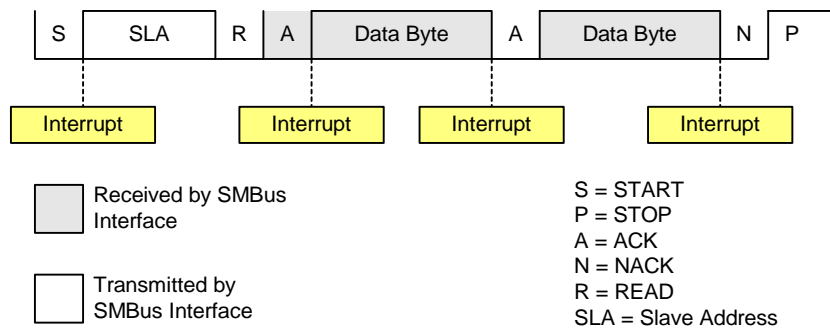 S SLA R A Data Byte A Data Byte N P
Interrupt Interrupt Interrupt Interrupt
Received by SMBus
Interface
Transmitted by
SMBus Interface
S = START
P = STOP
A = ACK
N = NACK
R = READ
SLA = Slave Address